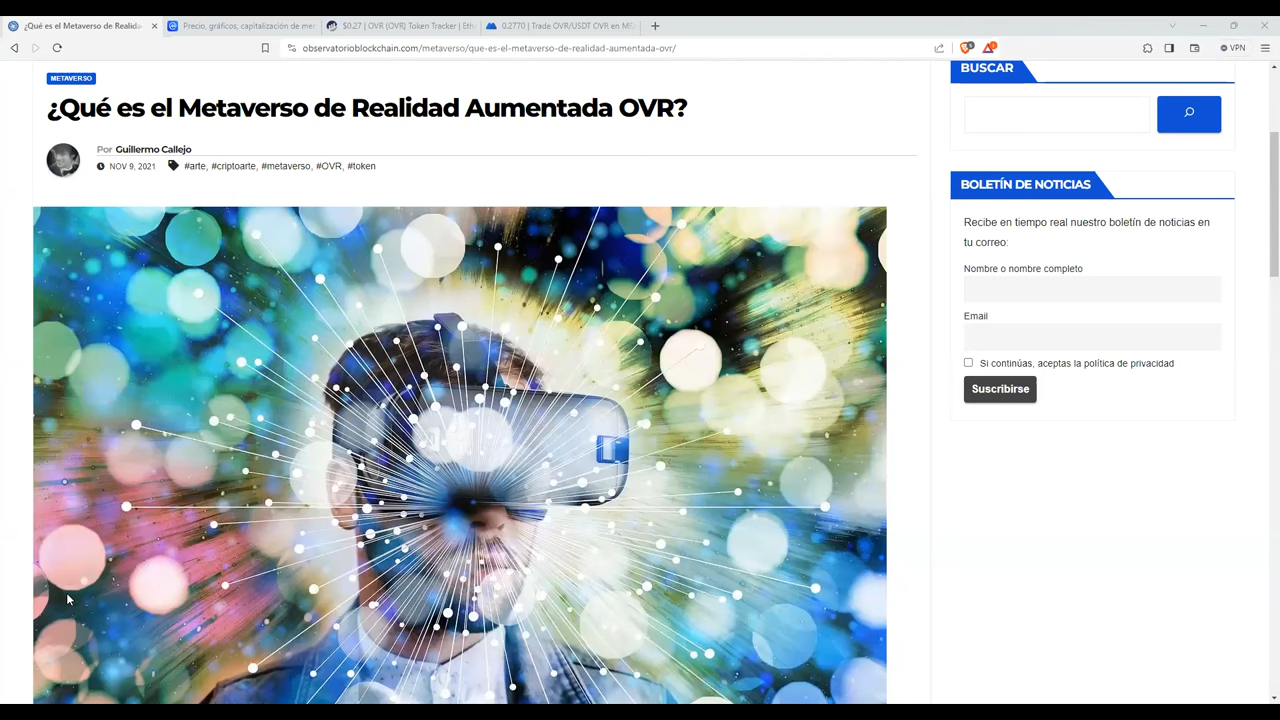 ¿Qué es el Metaverso de Realida
Precio, gráficos, capitalización de me
$0.27 | OVR (OVR) Token Tracker | Eth
0.2770 | Trade OVR/USDT OVR en ME
observatorioblockchain.com/metaverso/que-es-el-metaverso-de-realidad-aumentada-ovr/
VPN
METAVERSO
¿Qué es el Metaverso de Realidad Aumentada OVR?
Por Guillermo Callejo
NOV 9, 2021 #arte, #criptoarte, #metaverso, #OVR, #token
BUSCAR
BOLETÍN DE NOTICIAS
Recibe en tiempo real nuestro boletín de noticias en
tu correo:
Nombre o nombre completo
Email
Si continúas, aceptas la política de privacidad
Suscribirse